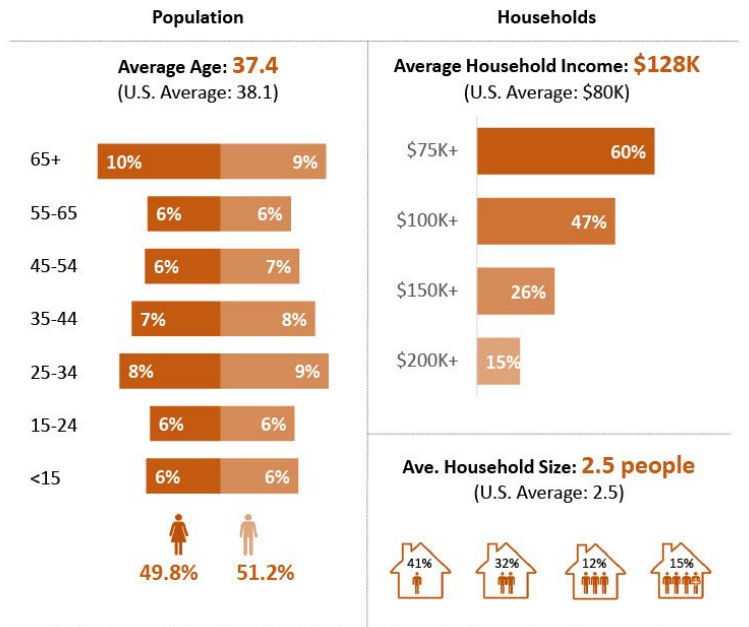 Population
Average Age: 37.4
(U.S. Average: 38.1)
65+ 10% 9%
55-65 6% 6%
45-54 6% 7%
35-44 7% 8%
25-34 8% 9%
15-24 6% 6%
<15 6% 6%
49.8% 51.2%
Households
Average Household Income: $128K
(U.S. Average: $80K)
$75K+ 60%
$100K+ 47%
$150K+ 26%
$200K+ 15%
Ave. Household Size: 2.5 people
(U.S. Average: 2.5)
41% 32% 12% 15%